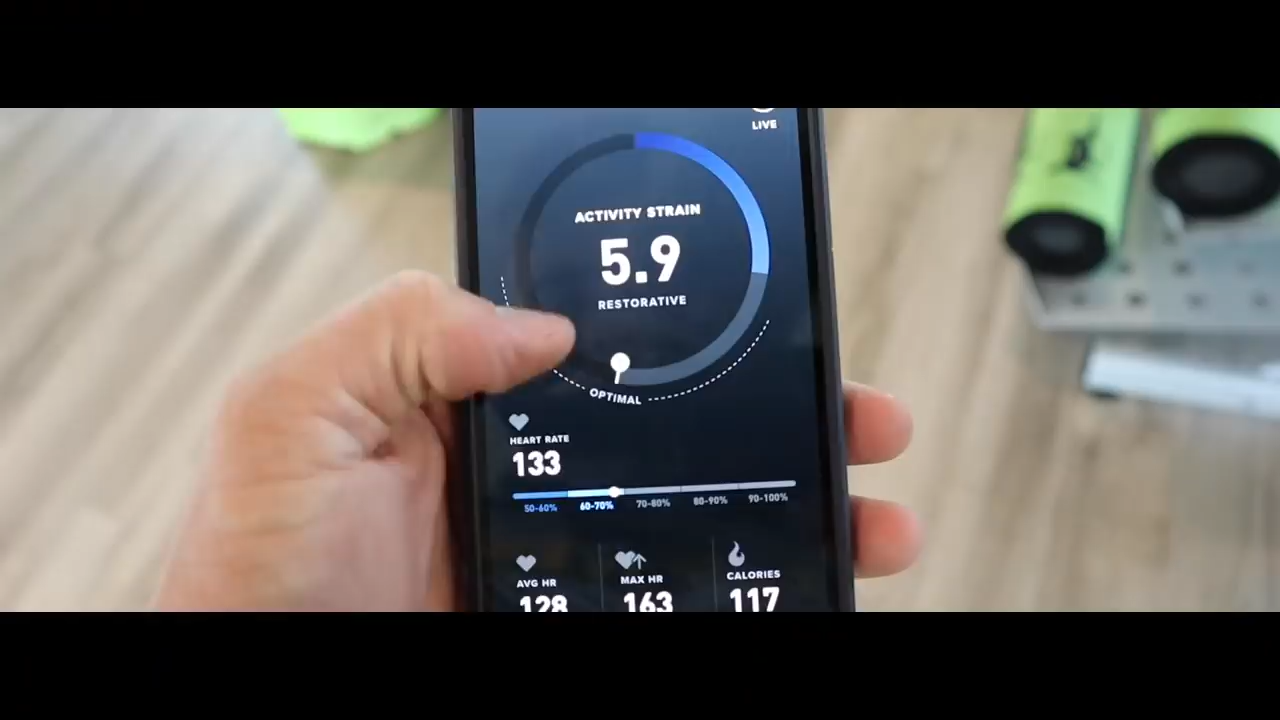 LIVE
ACTIVITY STRAIN
5.9
RESTORATIVE
OPTIMAL
HEART RATE
133
50-60% 60-70% 70-80% 80-90% 90-100%
AVG HR MAX HR CALORIES
128 163 117